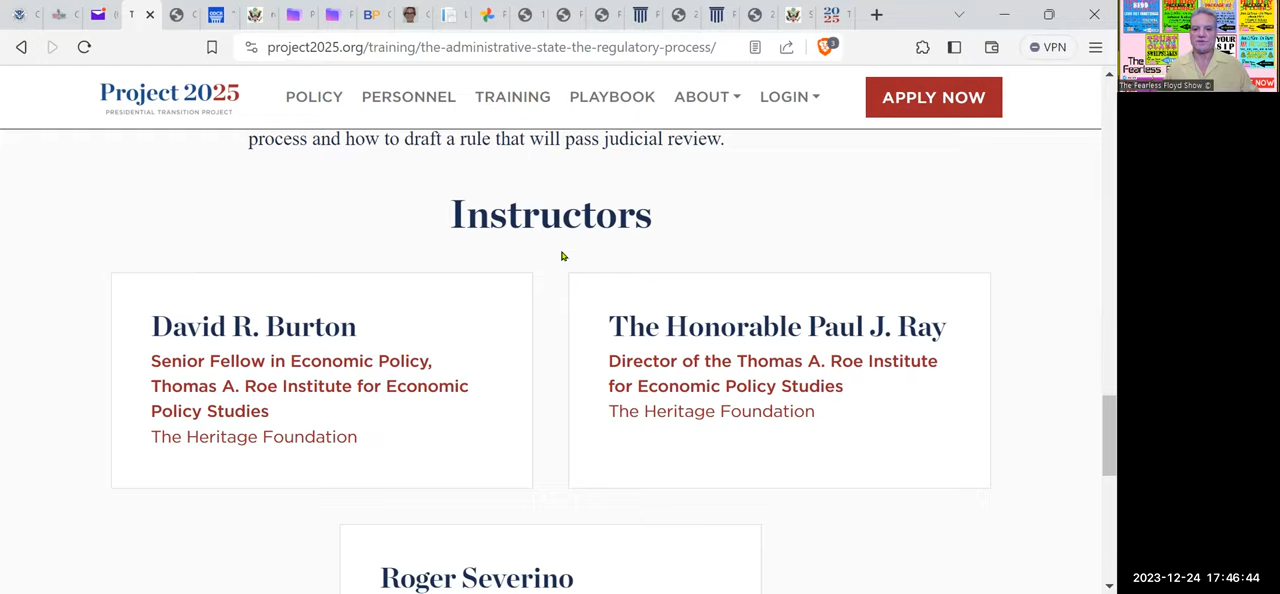 project2025.org/training/the-administrative-state-the-regulatory-process/
3
VPN
Project 2025
PRESIDENTIAL TRANSITION PROJECT
POLICY PERSONNEL TRAINING PLAYBOOK ABOUT LOGIN
APPLY NOW
process and how to draft a rule that will pass judicial review.
Instructors
David R. Burton
Senior Fellow in Economic Policy,
Thomas A. Roe Institute for Economic
Policy Studies
The Heritage Foundation
The Honorable Paul J. Ray
Director of the Thomas A. Roe Institute
for Economic Policy Studies
The Heritage Foundation
Roger Severino
The
Fearless
The Fearless Floyd Show ©
NOW
2023-12-24 17:46:44